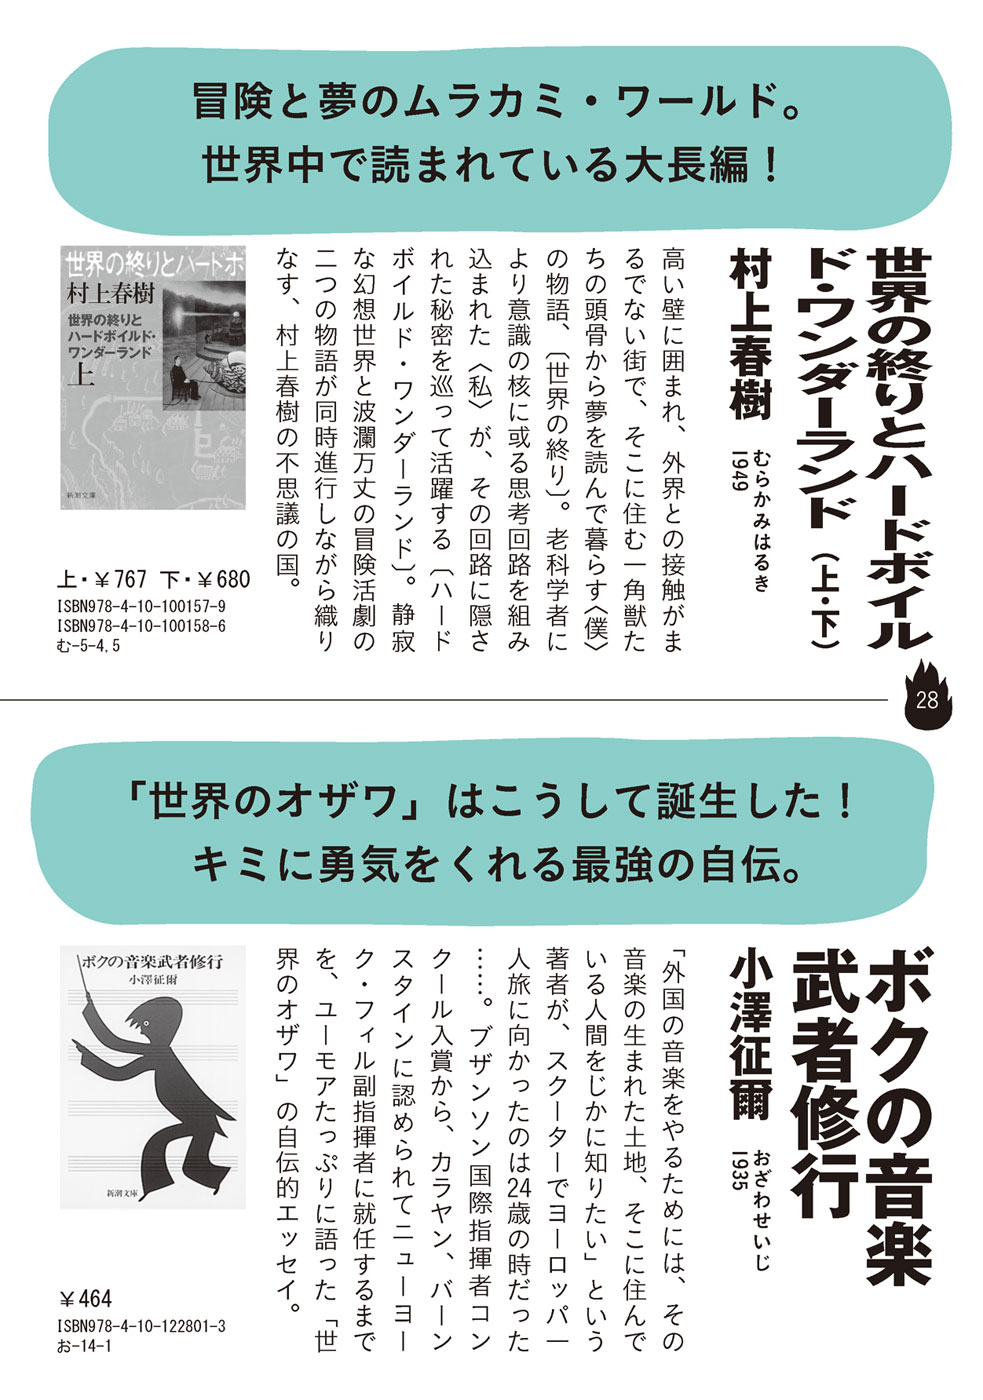 冒険と夢のムラカミ・ワールド。
世界中で読まれている大長編！
世界の終りとハードボイル
ド・ワンダーランド（上・下）
村上春樹
むらかみはるき
1949
高い壁に囲まれ、外界との接触がま
るでない街で、そこに住む一角獣た
ちの頭骨から夢を読んで暮らす〈僕〉
の物語、〔世界の終り〕。老科学者に
より意識の核に或る思考回路を組み
込まれた〈私〉が、その回路に隠さ
れた秘密を巡って活躍する〔ハード
ボイルド・ワンダーランド〕。静寂
な幻想世界と波瀾万丈の冒険活劇の
二つの物語が同時進行しながら織り
なす、村上春樹の不思議の国。
世界の終りとハードボ
村上春樹
世界の終りと
ハードボイルド・
ワンダーランド
上
新潮文庫
上・￥767 下・￥680
ISBN978-4-10-100157-9
ISBN978-4-10-100158-6
む-5-4,5
28
「世界のオザワ」はこうして誕生した！
キミに勇気をくれる最強の自伝。
ボクの音楽
武者修行
小澤征爾
おざわせいじ
1935
「外国の音楽をやるためには、その
音楽の生まれた土地、そこに住んで
いる人間をじかに知りたい」という
著者が、スクーターでヨーロッパ一
人旅に向かったのは24歳の時だった
……。ブザンソン国際指揮者コン
クール入賞から、カラヤン、バーン
スタインに認められてニューヨー
ク・フィル副指揮者に就任するまで
を、ユーモアたっぷりに語った「世
界のオザワ」の自伝的エッセイ。
ボクの音楽武者修行
小澤征爾
新潮文庫
￥464
ISBN978-4-10-122801-3
お-14-1